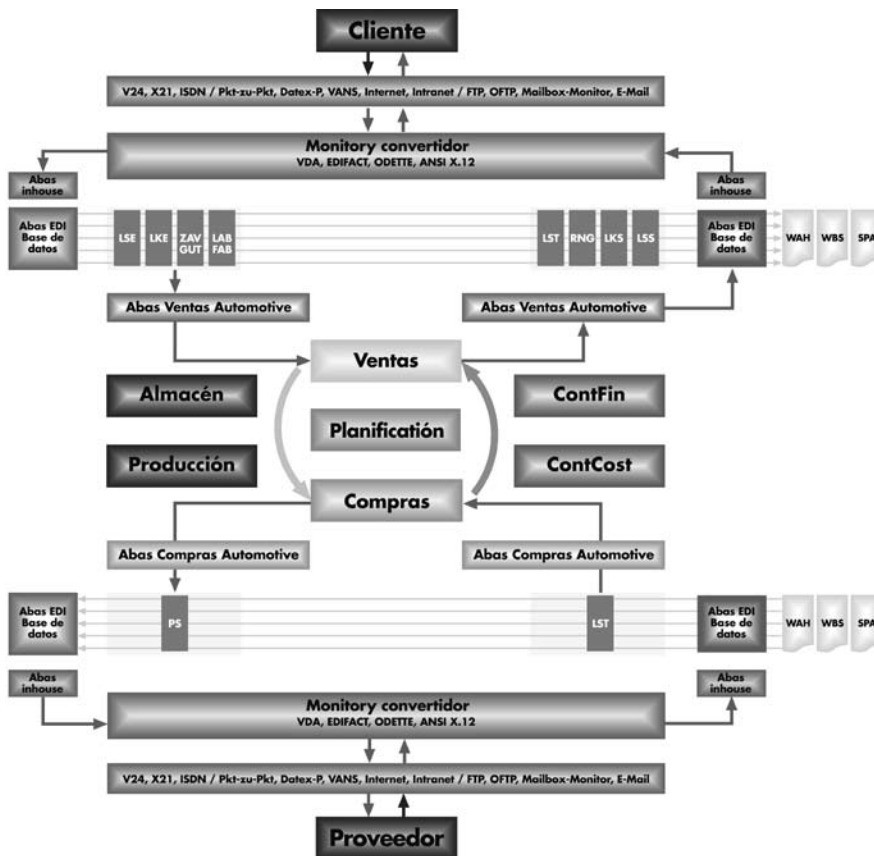 Cliente
V24, X21, ISDN / Pkt-zu-Pkt, Datex-P, VANS, Internet, Intranet / FTP, OFTP, Mailbox-Monitor, E-Mail
Monitory convertidor
VDA, EDIFACT, ODETTE, ANSI X.12
Abas
inhouse
Abas
inhouse
Abas EDI
Base de
datos
LSE
LKE
ZAV
GUT
LAB
FAB
LST
RNG
LKS
LSS
Abas EDI
Base de
datos
WAH
WBS
SPA
Abas Ventas Automotive
Abas Ventas Automotive
Ventas
Almacén
ContFin
Planificatión
Producción
ContCost
Compras
Abas Compras Automotive
Abas Compras Automotive
Abas EDI
Base de
datos
PS
LST
Abas EDI
Base de
datos
WAH
WBS
SPA
Abas
inhouse
Abas
inhouse
Monitory convertidor
VDA, EDIFACT, ODETTE, ANSI X.12
V24, X21, ISDN / Pkt-zu-Pkt, Datex-P, VANS, Internet, Intranet / FTP, OFTP, Mailbox-Monitor, E-Mail
Proveedor